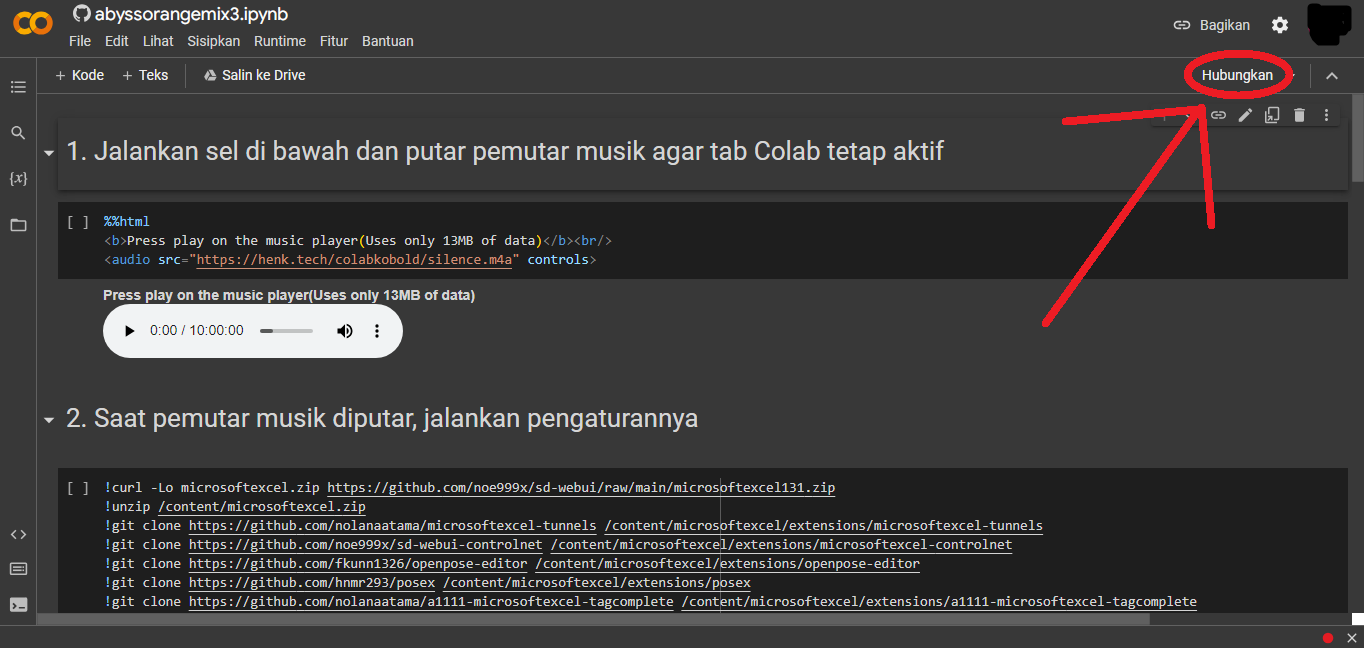 abyssorangemix3.ipynb
File Edit Lihat Sisipkan Runtime Fitur Bantuan
Bagikan
+ Kode + Teks Salin ke Drive
Hubungkan
1. Jalankan sel di bawah dan putar pemutar musik agar tab Colab tetap aktif
[ ] %%html
<b>Press play on the music player(Uses only 13MB of data)</b><br/>
<audio src="https://henk.tech/colabkobold/silence.m4a" controls>
Press play on the music player(Uses only 13MB of data)
0:00 / 10:00:00
2. Saat pemutar musik diputar, jalankan pengaturannya
[ ] !curl -Lo microsoftexcel.zip https://github.com/noe999x/sd-webui/raw/main/microsoftexcel131.zip
!unzip /content/microsoftexcel.zip
!git clone https://github.com/nolanaatama/microsoftexcel-tunnels /content/microsoftexcel/extensions/microsoftexcel-tunnels
!git clone https://github.com/noe999x/sd-webui-controlnet /content/microsoftexcel/extensions/microsoftexcel-controlnet
!git clone https://github.com/fkunn1326/openpose-editor /content/microsoftexcel/extensions/openpose-editor
!git clone https://github.com/hnmr293/posex /content/microsoftexcel/extensions/posex
!git clone https://github.com/nolanaatama/a1111-microsoftexcel-tagcomplete /content/microsoftexcel/extensions/a1111-microsoftexcel-tagcomplete